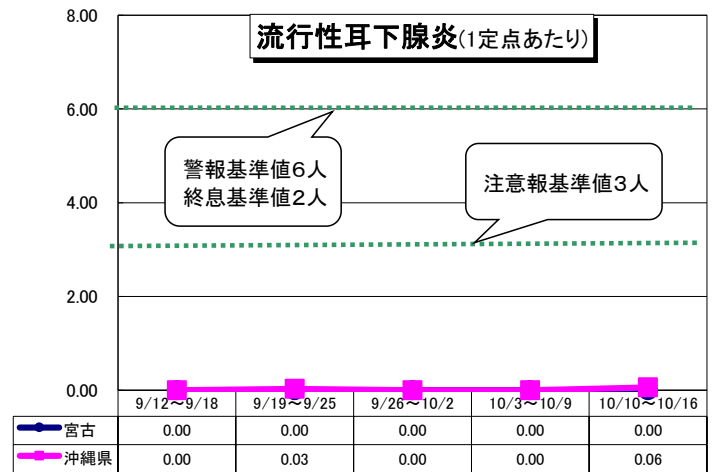 流行性耳下腺炎(1定点あたり)
8.00
6.00
警報基準値6人
終息基準値2人
注意報基準値3人
4.00
2.00
0.00
9/12～9/18 9/19～9/25 9/26～10/2 10/3～10/9 10/10～10/16
宮古 0.00 0.00 0.00 0.00 0.00
沖縄県 0.00 0.03 0.00 0.00 0.06